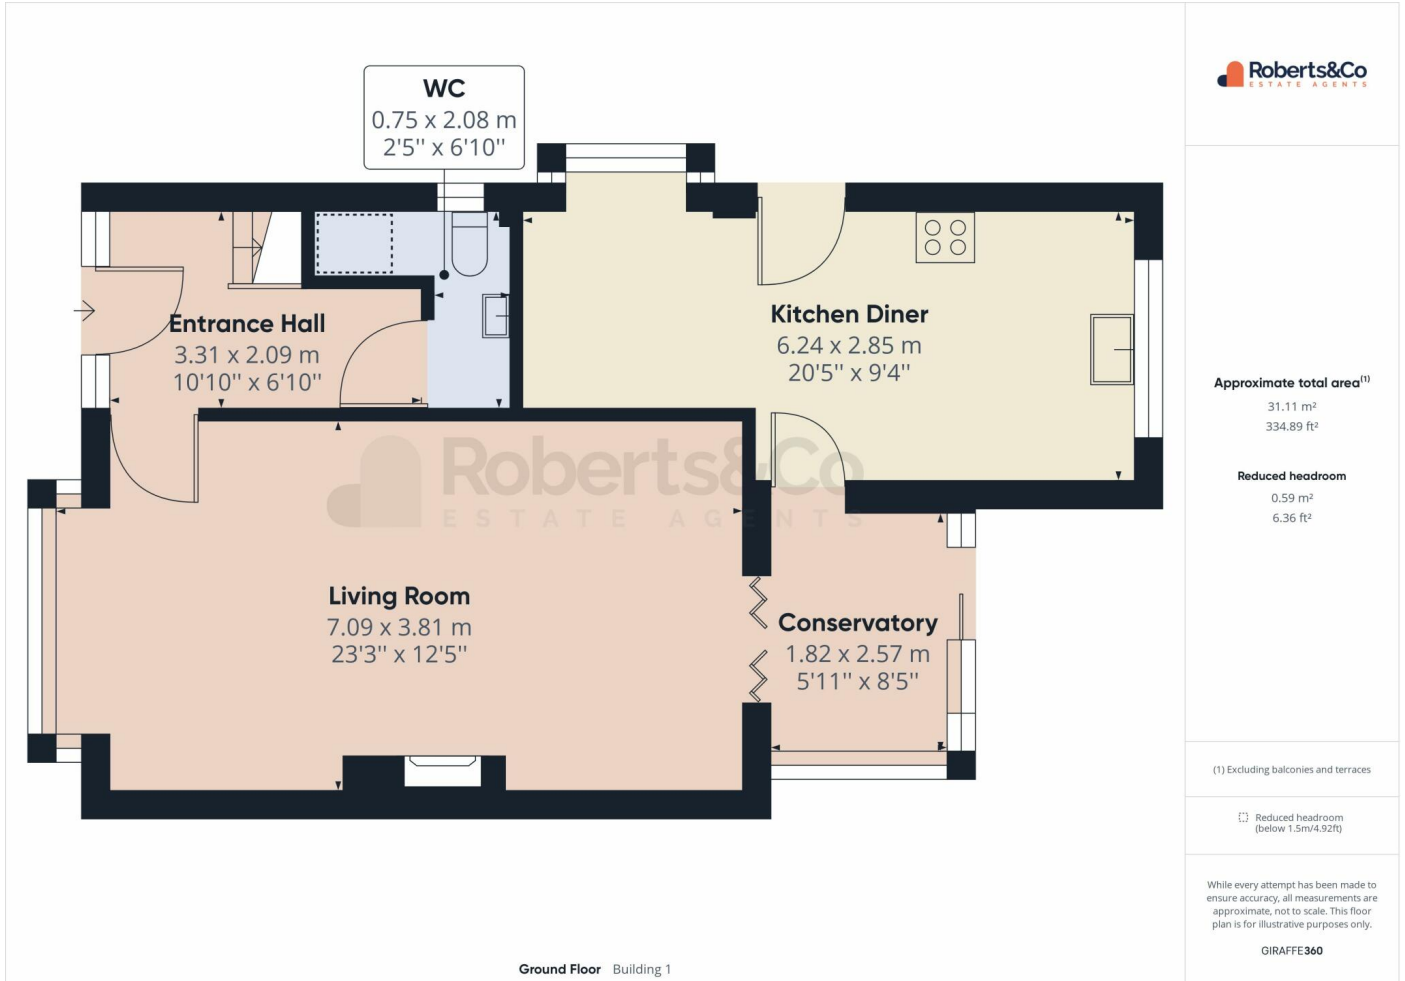 WC
0.75 x 2.08 m
2'5'' x 6'10''
Entrance Hall
3.31 x 2.09 m
10'10'' x 6'10''
Kitchen Diner
6.24 x 2.85 m
20'5'' x 9'4''
Roberts&Co
ESTATE AGENTS
Living Room
7.09 x 3.81 m
23'3'' x 12'5''
Conservatory
1.82 x 2.57 m
5'11'' x 8'5''
Ground Floor Building 1
Roberts&Co
ESTATE AGENTS
Approximate total area(1)
31.11 m²
334.89 ft²
Reduced headroom
0.59 m²
6.36 ft²
(1) Excluding balconies and terraces
Reduced headroom
(below 1.5m/4.92ft)
While every attempt has been made to
ensure accuracy, all measurements are
approximate, not to scale. This floor
plan is for illustrative purposes only.
GIRAFFE360